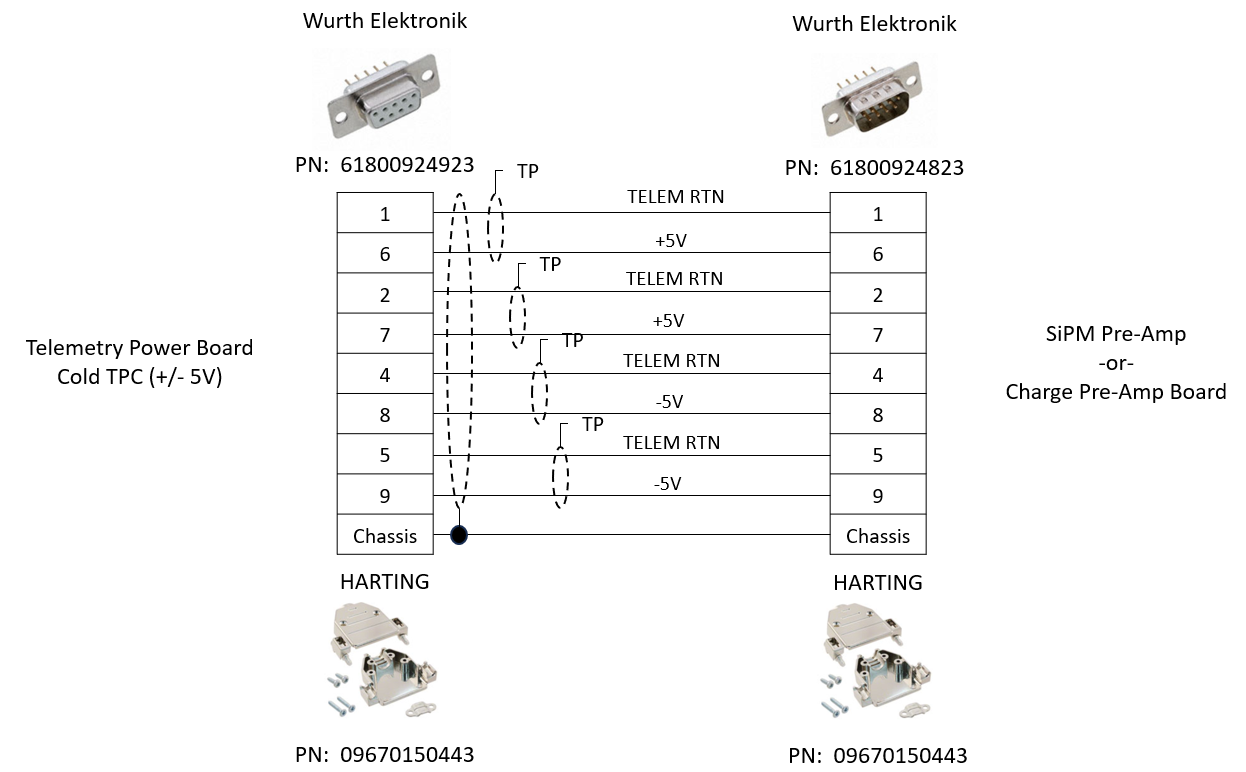 Wurth Elektronik
Wurth Elektronik
PN:  61800924923
PN:  61800924823
TP
1
TELEM RTN
1
6
+5V
6
TP
2
TELEM RTN
2
7
+5V
7
TP
4
TELEM RTN
4
8
-5V
8
TP
5
TELEM RTN
5
9
-5V
9
Chassis
Chassis
Telemetry Power Board
Cold TPC (+/- 5V)
SiPM Pre-Amp
-or-
Charge Pre-Amp Board
HARTING
HARTING
PN:  09670150443
PN:  09670150443